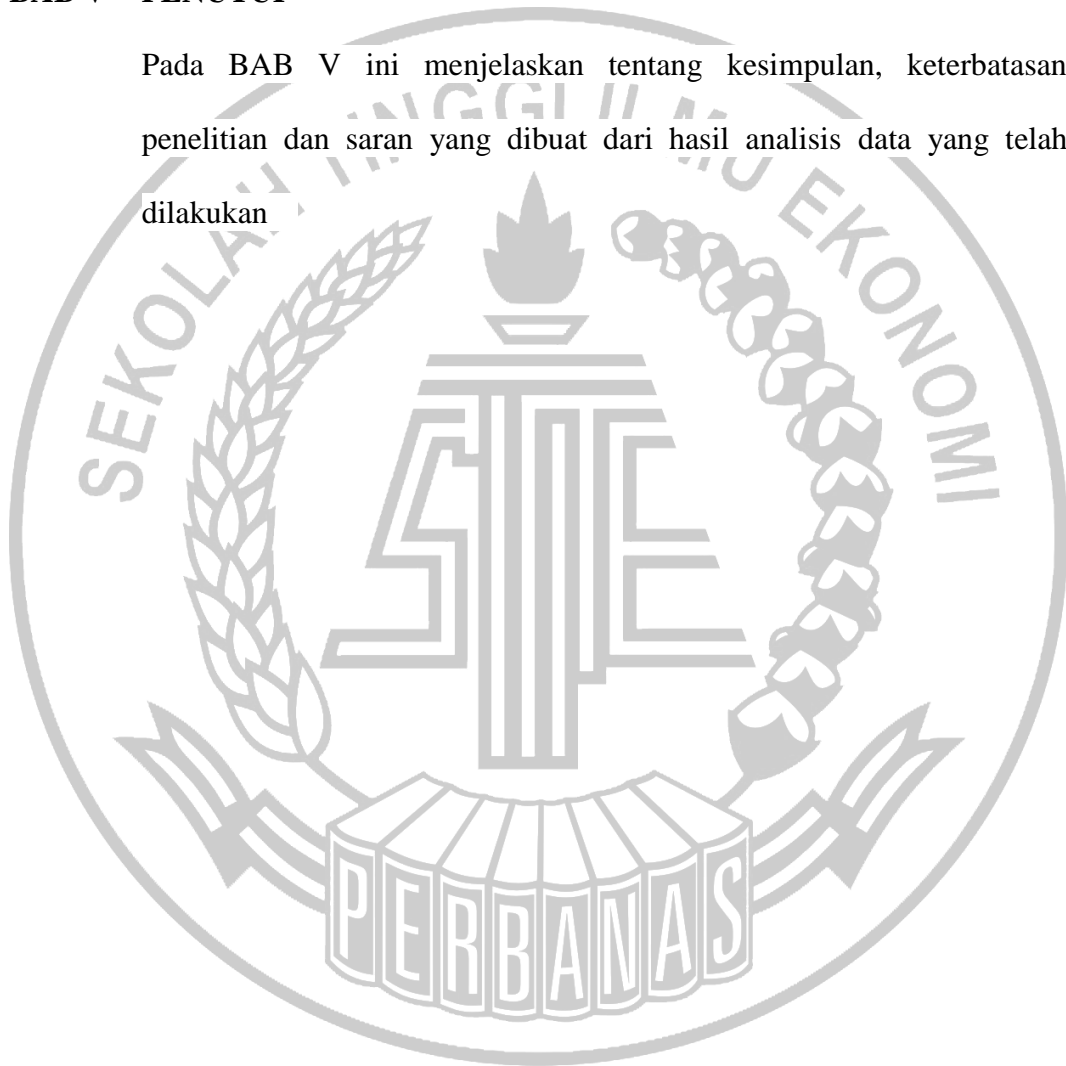 BAB V PENUTUP
Pada BAB V ini menjelaskan tentang kesimpulan, keterbatasan
penelitian dan saran yang dibuat dari hasil analisis data yang telah
dilakukan
SEKOLAH TINGGI ILMU EKONOMI
STIE
PERBANAS